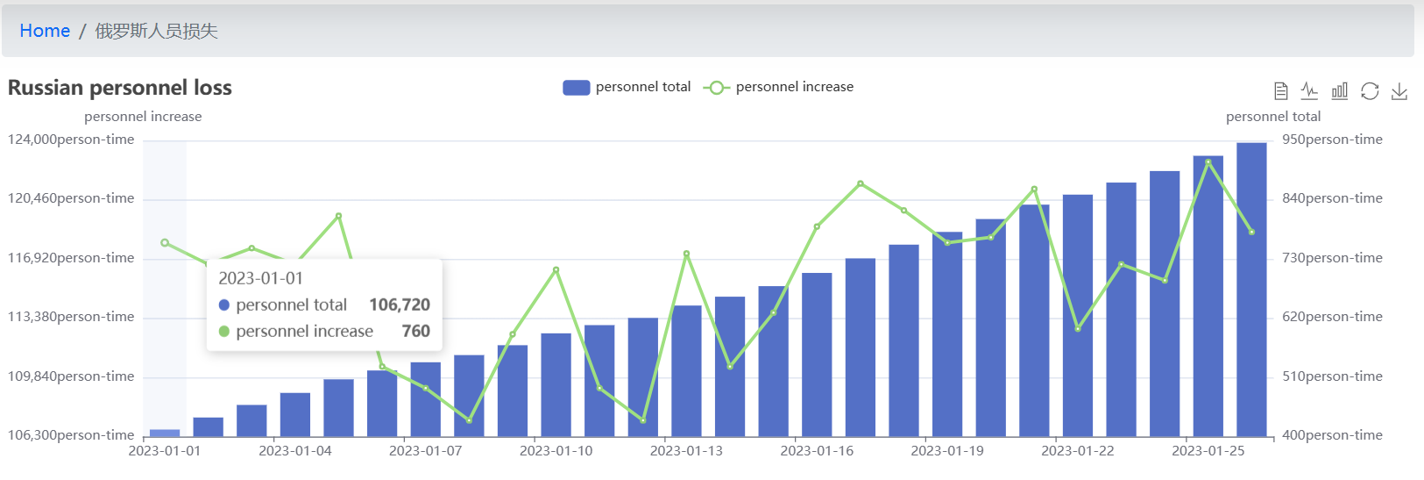 Home / 俄罗斯人员损失
Russian personnel loss
personnel total personnel increase
personnel increase personnel total
124,000person-time 950person-time
120,460person-time 840person-time
116,920person-time 730person-time
2023-01-01
personnel total 106,720
113,380person-time 620person-time
personnel increase 760
109,840person-time 510person-time
106,300person-time 400person-time
2023-01-01 2023-01-04 2023-01-07 2023-01-10 2023-01-13 2023-01-16 2023-01-19 2023-01-22 2023-01-25